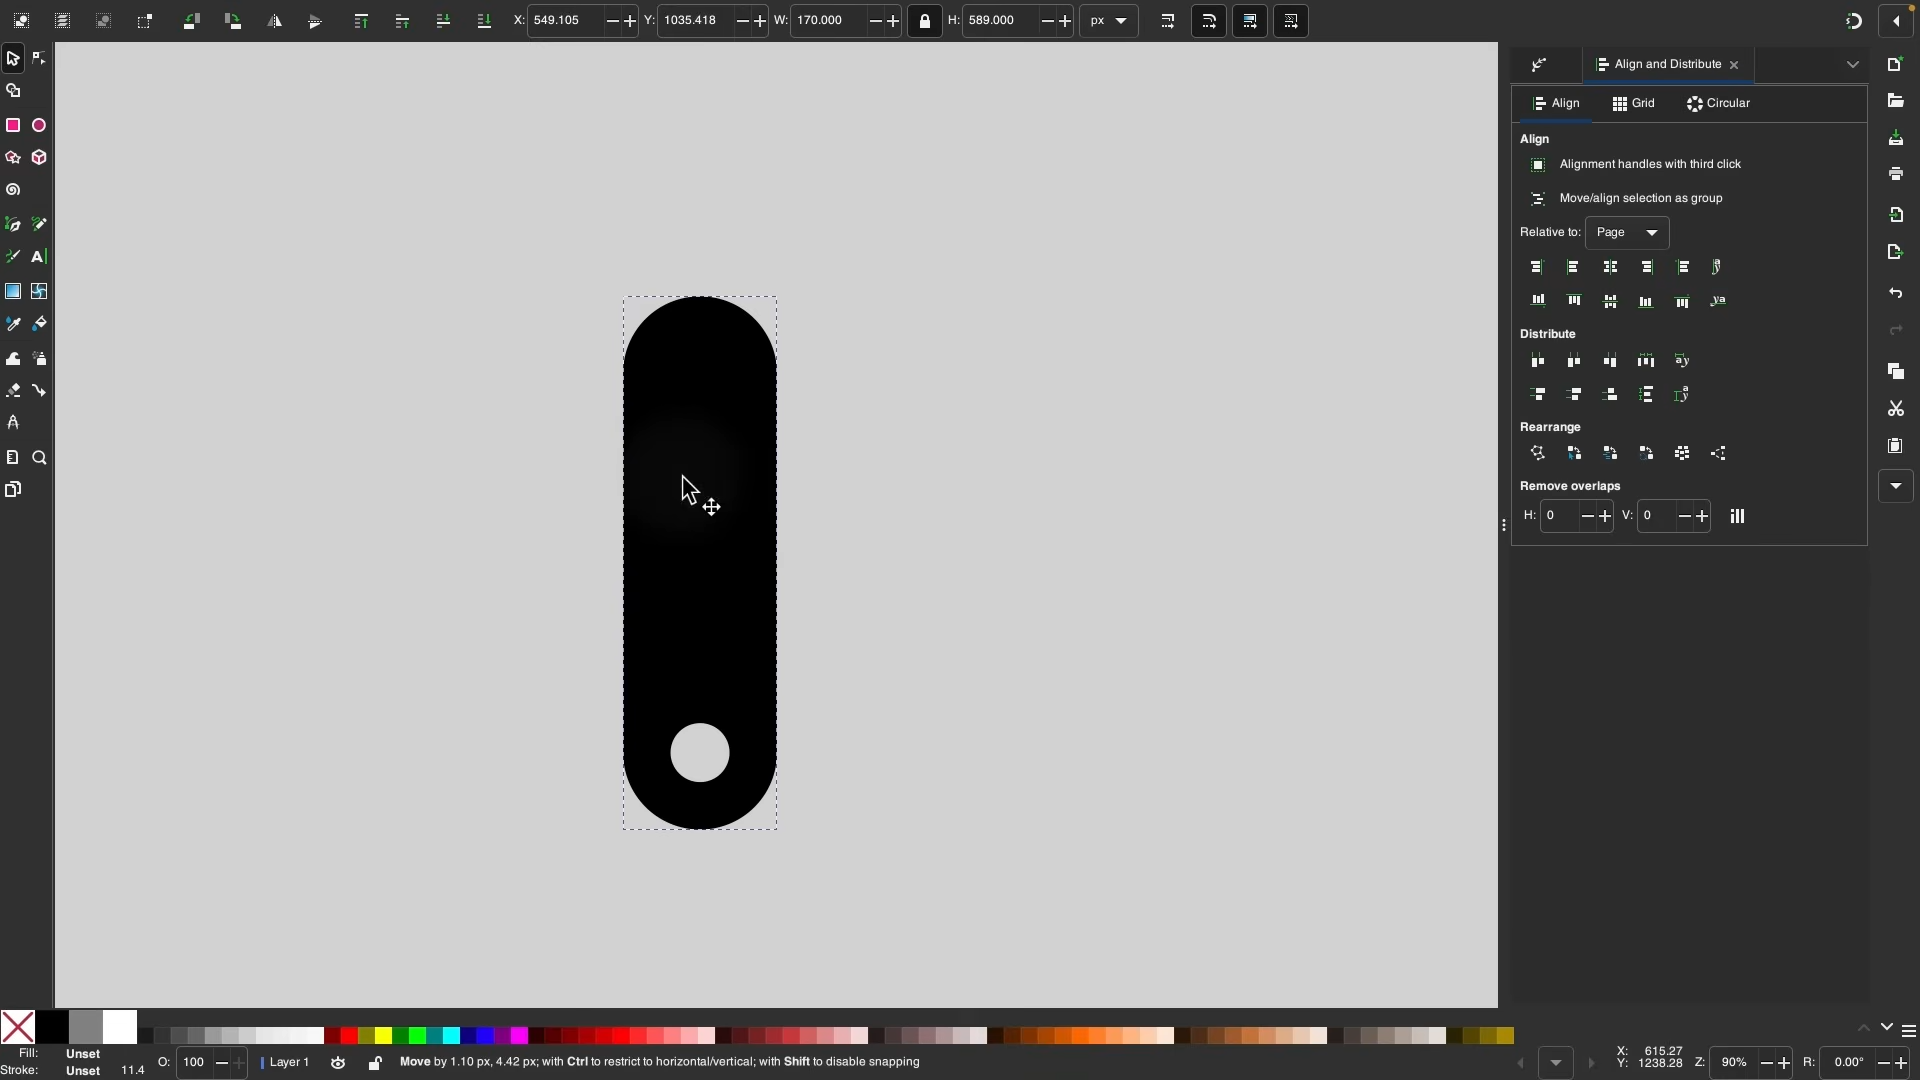 X: 549.105 Y: 1035.418 W: 170.000 H: 589.000 px
Align and Distribute
Align Grid Circular
Align
Alignment handles with third click
Move/align selection as group
Relative to: Page
Distribute
Rearrange
Remove overlaps
H: 0 V: 0
Fill: Unset
Stroke: Unset 11.4
O: 100
Layer 1
Move by 1.10 px, 4.42 px; with Ctrl to restrict to horizontal/vertical; with Shift to disable snapping
X: 615.27
Y: 1238.28
Z: 90%
R: 0.00°